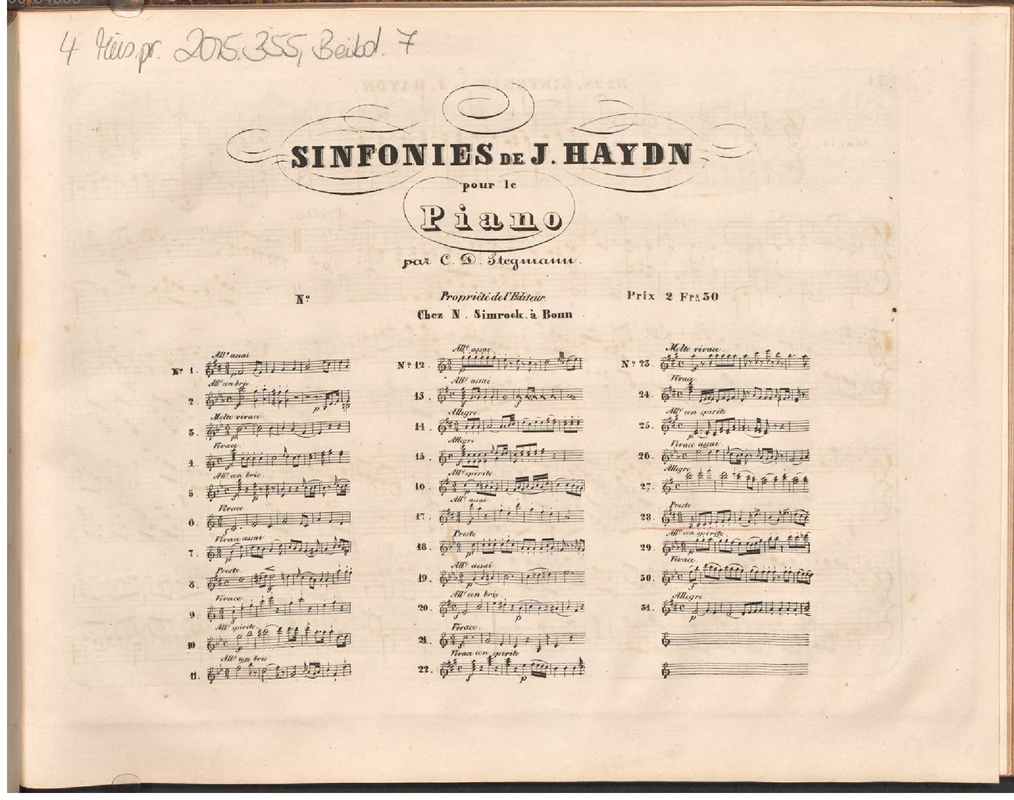 4 Mus.pr. 2015.355, Beibd. 7
SINFONIES DE J. HAYDN
pour le
Piano
par C. D. Stegmann.
Nº
Propriété de l'Editeur
Prix 2 Frs. 50
Chez N. Simrock à Bonn
All.º assai
Nº 1.
All.º con brio
2.
Molto vivace
3.
Vivace
4.
All.º con brio
5.
Vivace
6.
Vivace assai
7.
Presto
8.
Vivace
9.
All.º spirito
10
All.º con brio
11.
All.º assai
Nº 12.
All.º assai
13.
Allegro
14.
Allegro
15.
All.º spirito
16
All.º assai
17.
Presto
18.
All.º assai
19.
All.º con brio
20.
Vivace
21.
Vivace con spirito
22.
Molto vivace
Nº 23.
Vivace
24.
All.º con spirito
25.
Vivace assai
26.
Allegro
27.
Presto
28.
All.º con spirito
29.
Vivace
30.
Allegro
31.